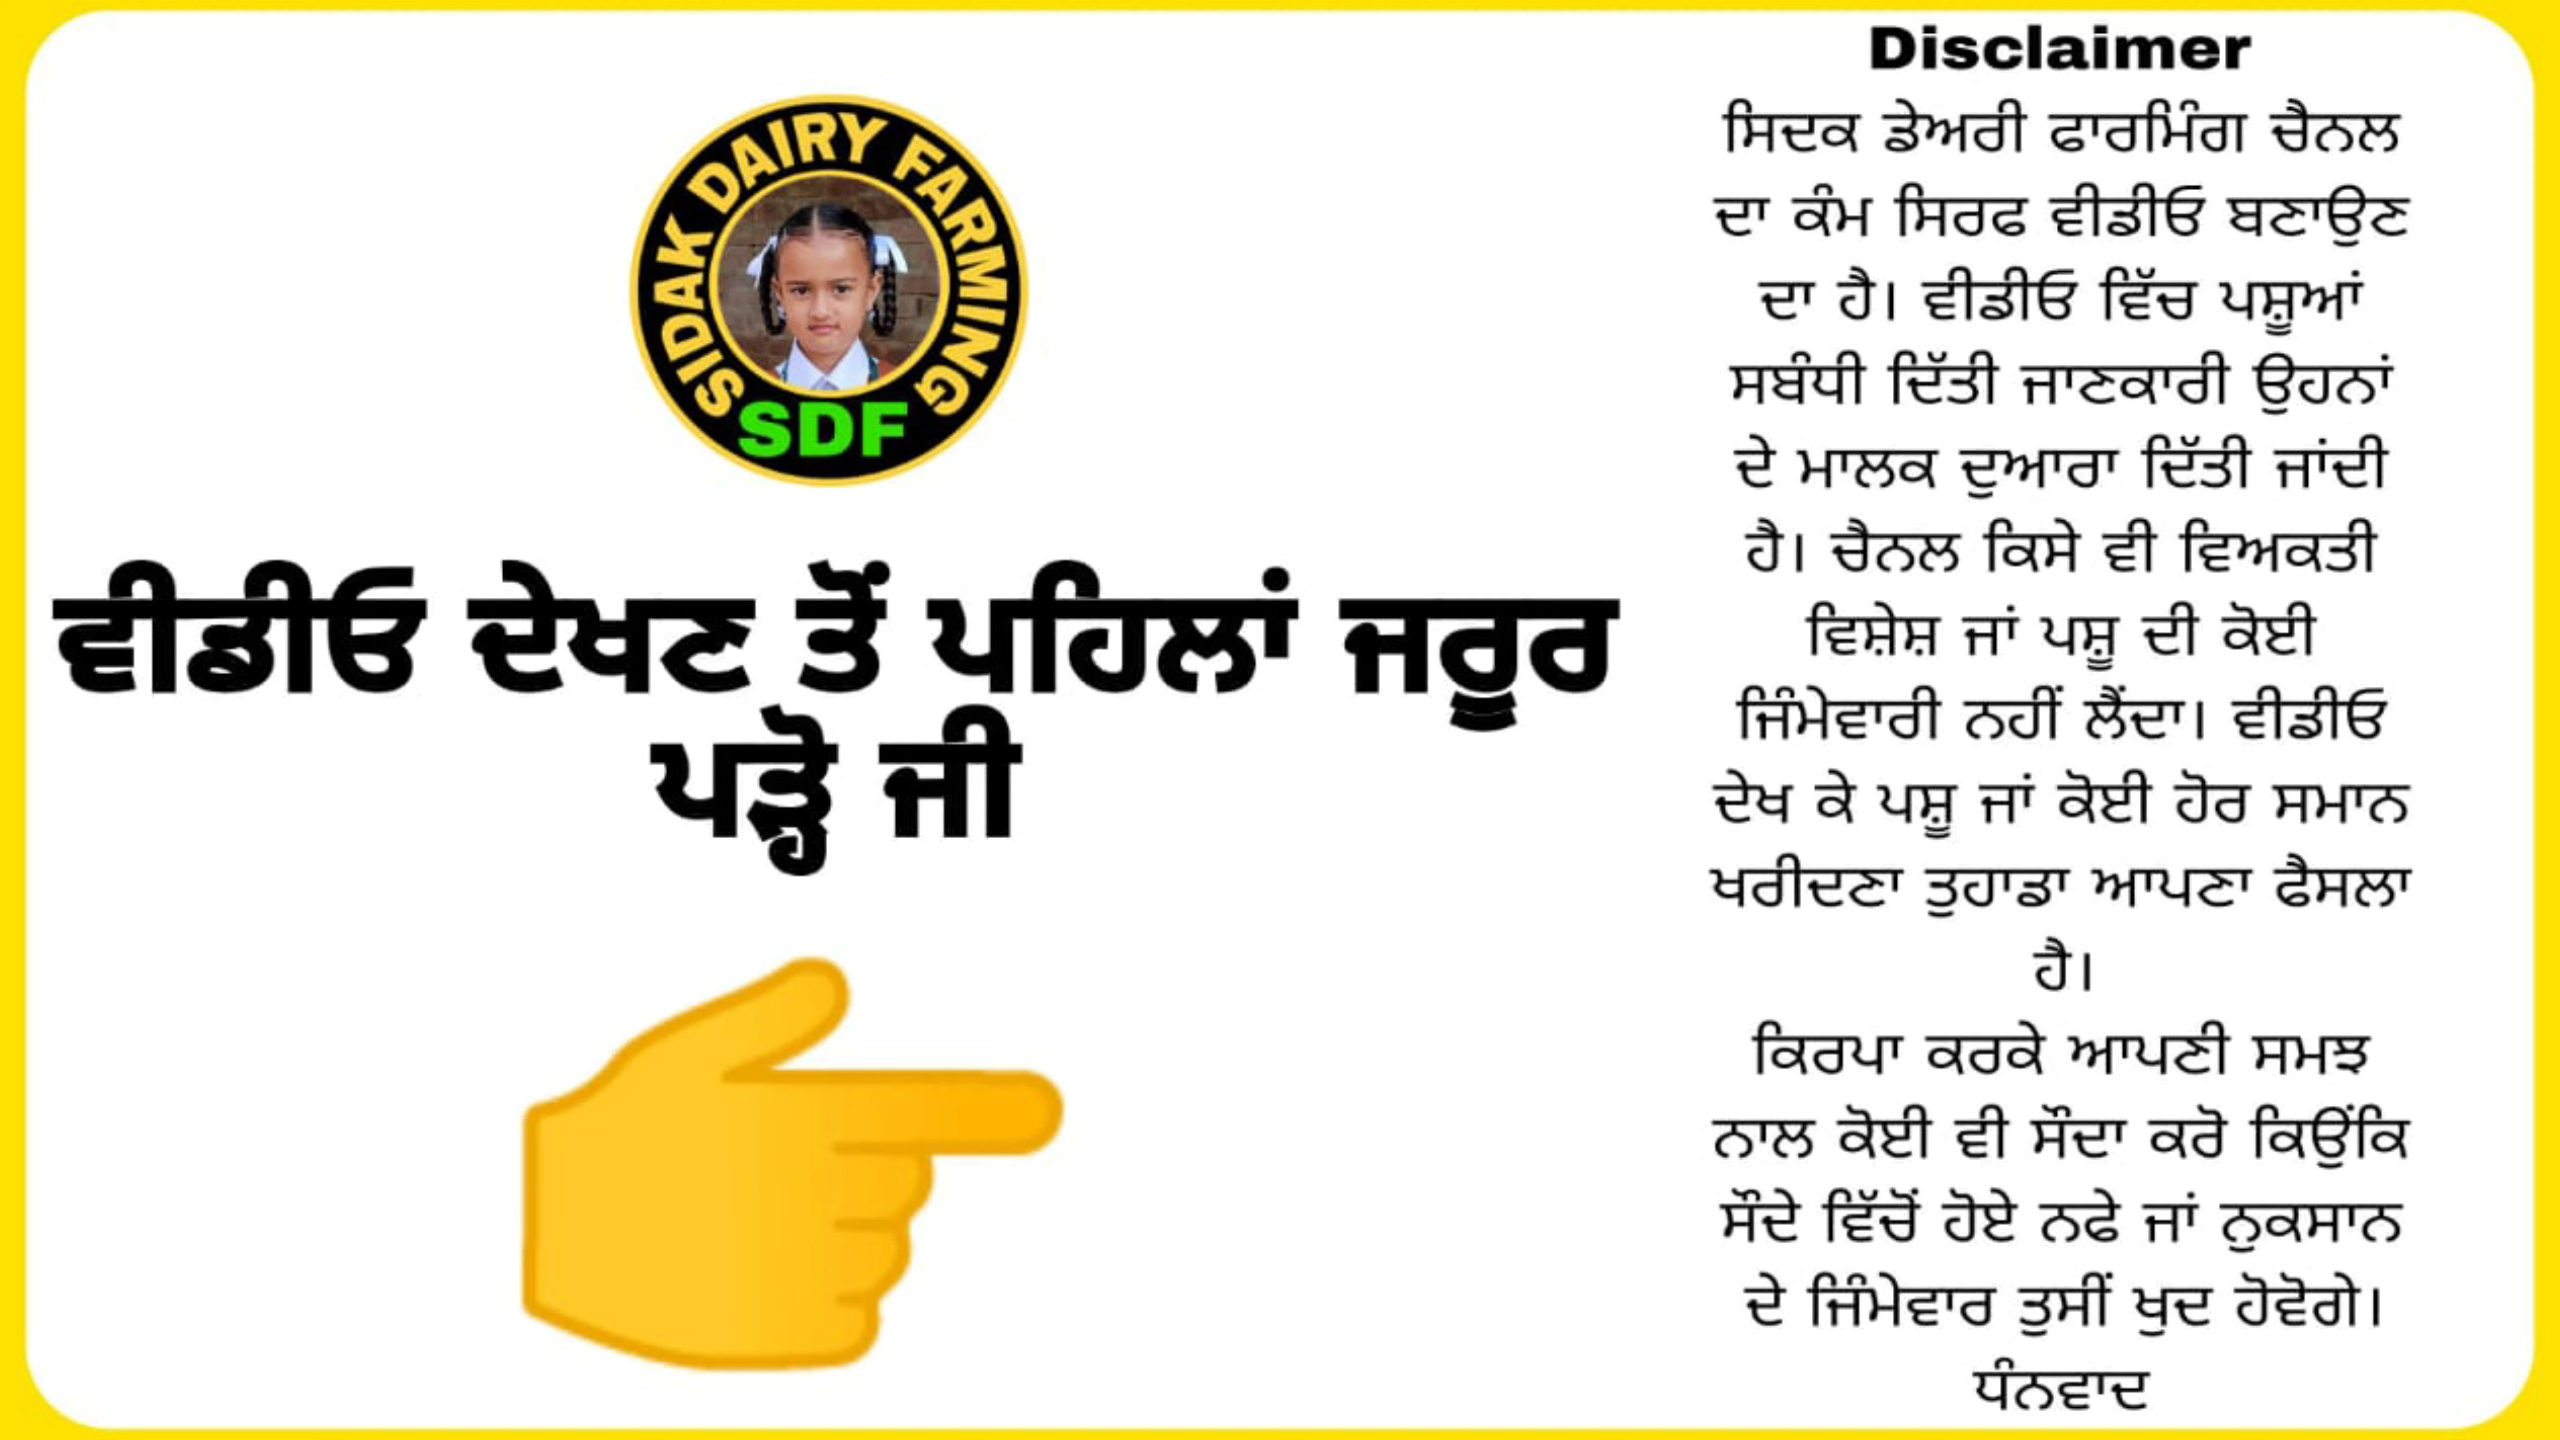 SIDAK DAIRY FARMING
SDF
ਵੀਡੀਓ ਦੇਖਣ ਤੋਂ ਪਹਿਲਾਂ ਜਰੂਰ
ਪੜ੍ਹੋ ਜੀ
Disclaimer
ਸਿਦਕ ਡੇਅਰੀ ਫਾਰਮਿੰਗ ਚੈਨਲ
ਦਾ ਕੰਮ ਸਿਰਫ ਵੀਡੀਓ ਬਣਾਉਣ
ਦਾ ਹੈ। ਵੀਡੀਓ ਵਿੱਚ ਪਸ਼ੂਆਂ
ਸਬੰਧੀ ਦਿੱਤੀ ਜਾਣਕਾਰੀ ਉਹਨਾਂ
ਦੇ ਮਾਲਕ ਦੁਆਰਾ ਦਿੱਤੀ ਜਾਂਦੀ
ਹੈ। ਚੈਨਲ ਕਿਸੇ ਵੀ ਵਿਅਕਤੀ
ਵਿਸ਼ੇਸ਼ ਜਾਂ ਪਸ਼ੂ ਦੀ ਕੋਈ
ਜਿੰਮੇਵਾਰੀ ਨਹੀਂ ਲੈਂਦਾ। ਵੀਡੀਓ
ਦੇਖ ਕੇ ਪਸ਼ੂ ਜਾਂ ਕੋਈ ਹੋਰ ਸਮਾਨ
ਖਰੀਦਣਾ ਤੁਹਾਡਾ ਆਪਣਾ ਫੈਸਲਾ
ਹੈ।
ਕਿਰਪਾ ਕਰਕੇ ਆਪਣੀ ਸਮਝ
ਨਾਲ ਕੋਈ ਵੀ ਸੌਦਾ ਕਰੋ ਕਿਉਂਕਿ
ਸੌਦੇ ਵਿੱਚੋਂ ਹੋਏ ਨਫੇ ਜਾਂ ਨੁਕਸਾਨ
ਦੇ ਜਿੰਮੇਵਾਰ ਤੁਸੀਂ ਖੁਦ ਹੋਵੋਗੇ।
ਧੰਨਵਾਦ